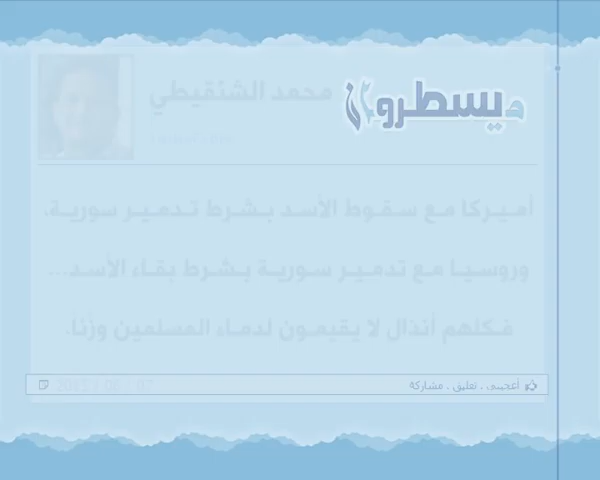 و يسطرون
محمد الشنقيطي
أميركا مع سقوط الأسد بشرط تدمير سورية،
وروسيا مع تدمير سورية بشرط بقاء الأسد...
فكلهم أنذال لا يقيمون لدماء المسلمين وزناً.
أعجبني . تعليق . مشاركة